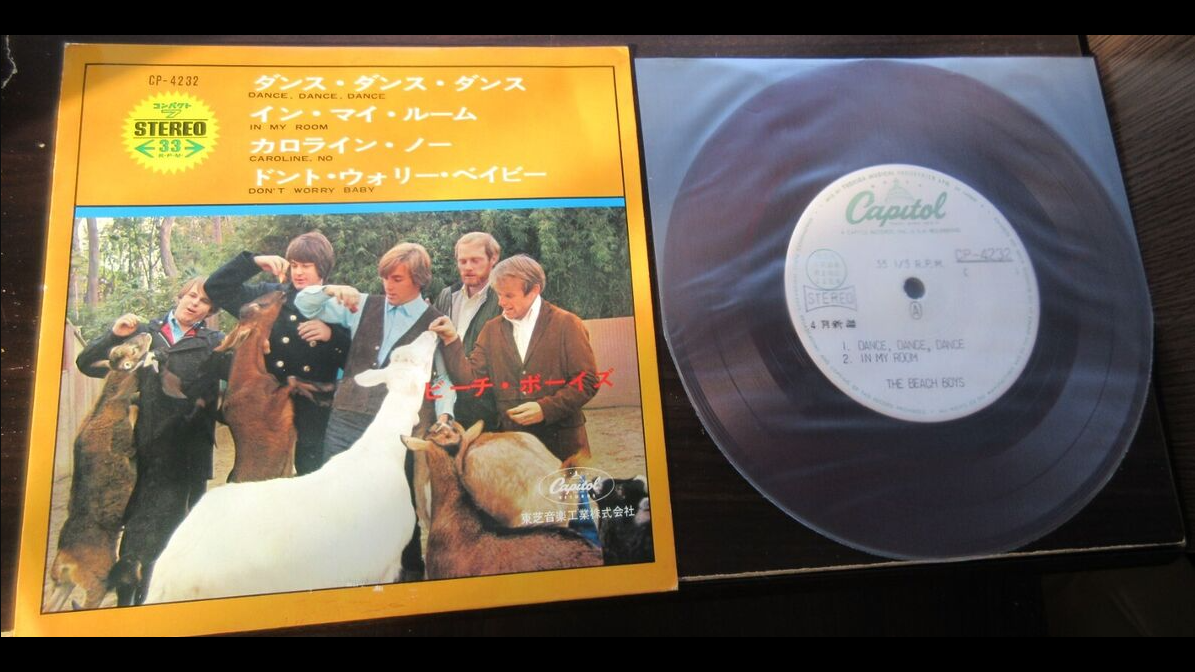 CP-4232
コンパクト
7
STEREO
33
R·P·M·
ダンス・ダンス・ダンス
DANCE, DANCE, DANCE
イン・マイ・ルーム
IN MY ROOM
カロライン・ノー
CAROLINE, NO
ドント・ウォリー・ベイビー
DON'T WORRY BABY
ビーチ・ボーイズ
Capitol
RECORDS
東芝音楽工業株式会社
Capitol
33 1/3 R.P.M.
CP-4232
STEREO
A
1. DANCE, DANCE, DANCE
2. IN MY ROOM
THE BEACH BOYS